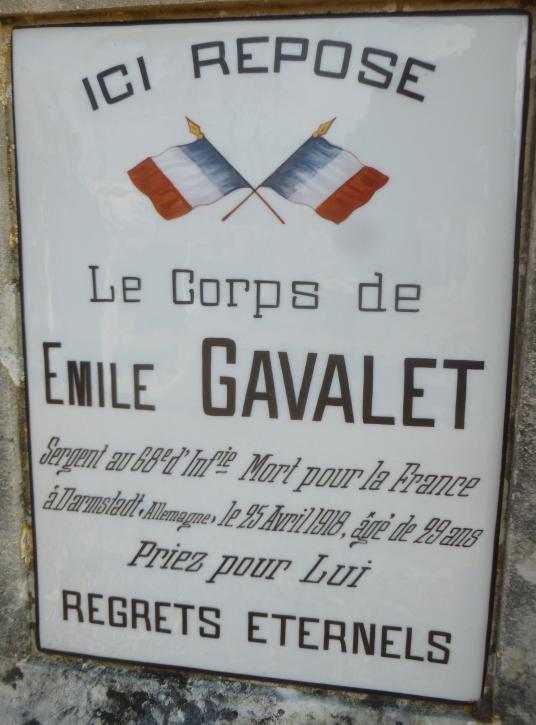 ICI REPOSE
Le Corps de
EMILE GAVALET
Sergent au 68e d'Infie Mort pour la France
à Darmstadt, (Allemagne), le 25 Avril 1918, âgé de 29 ans
Priez pour Lui
REGRETS ETERNELS